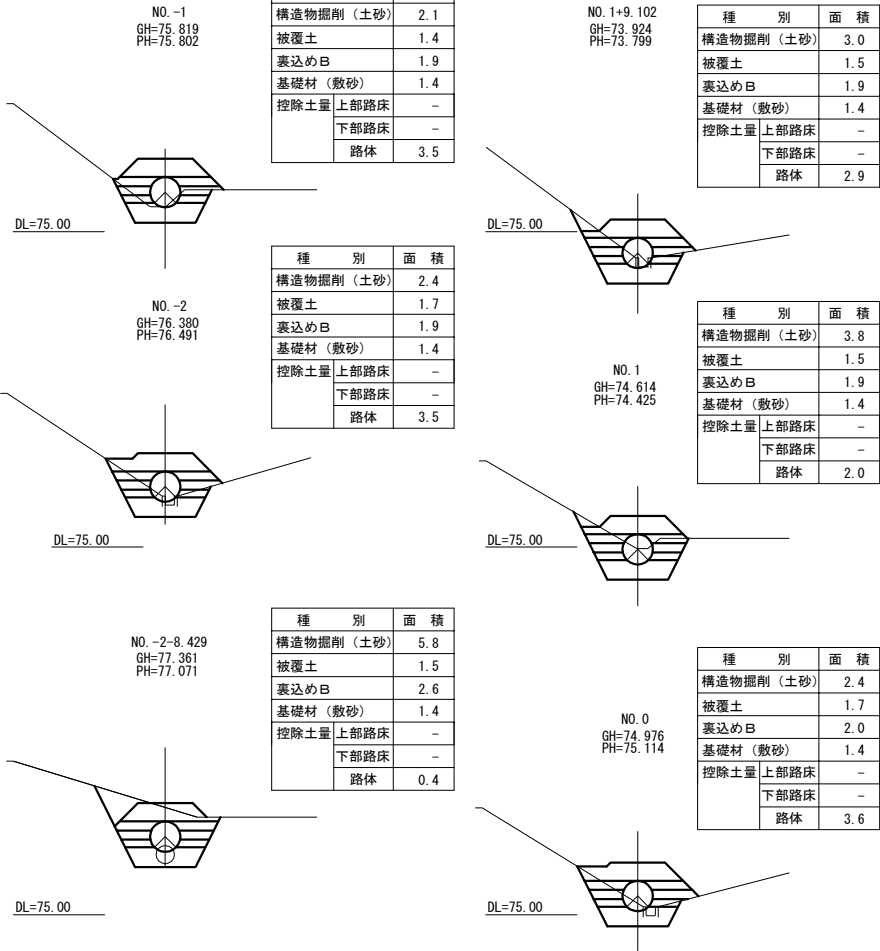 NO.-1
GH=75.819
PH=75.802
構造物掘削（土砂） 2.1
被覆土 1.4
裏込めB 1.9
基礎材（敷砂） 1.4
控除土量 上部路床 -
下部路床 -
路体 3.5
DL=75.00
NO.-2
GH=76.380
PH=76.491
種 別 面 積
構造物掘削（土砂） 2.4
被覆土 1.7
裏込めB 1.9
基礎材（敷砂） 1.4
控除土量 上部路床 -
下部路床 -
路体 3.5
DL=75.00
NO.-2-8.429
GH=77.361
PH=77.071
種 別 面 積
構造物掘削（土砂） 5.8
被覆土 1.5
裏込めB 2.6
基礎材（敷砂） 1.4
控除土量 上部路床 -
下部路床 -
路体 0.4
DL=75.00
NO.1+9.102
GH=73.924
PH=73.799
種 別 面 積
構造物掘削（土砂） 3.0
被覆土 1.5
裏込めB 1.9
基礎材（敷砂） 1.4
控除土量 上部路床 -
下部路床 -
路体 2.9
DL=75.00
NO.1
GH=74.614
PH=74.425
種 別 面 積
構造物掘削（土砂） 3.8
被覆土 1.5
裏込めB 1.9
基礎材（敷砂） 1.4
控除土量 上部路床 -
下部路床 -
路体 2.0
DL=75.00
NO.0
GH=74.976
PH=75.114
種 別 面 積
構造物掘削（土砂） 2.4
被覆土 1.7
裏込めB 2.0
基礎材（敷砂） 1.4
控除土量 上部路床 -
下部路床 -
路体 3.6
DL=75.00